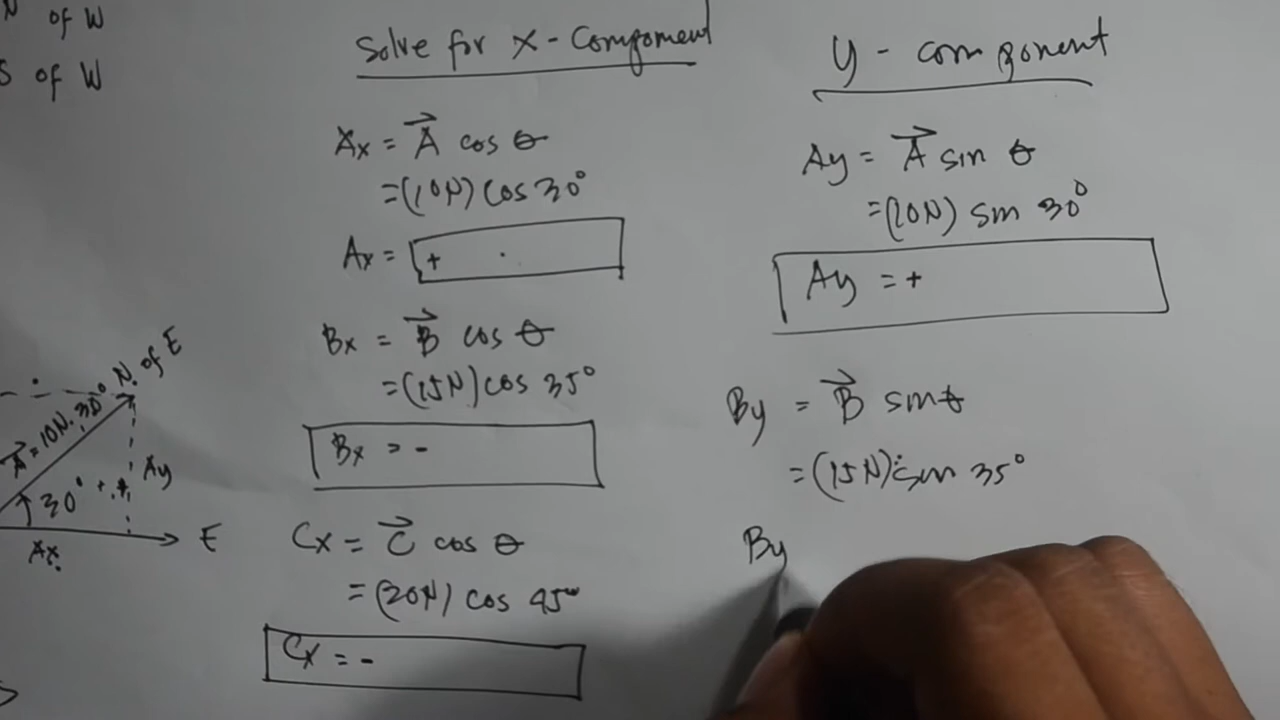 N of W
S of W
Solve for x - Component
Ax = A cos θ
=(10N) cos 30°
Ax = +
Bx = B cos θ
=(15N) cos 35°
Bx = -
Cx = C cos θ
=(20N) cos 45°
Cx = -
y - component
Ay = A sin θ
=(10N) sin 30°
Ay = +
By = B sin θ
=(15N) sin 35°
By
A = 10N, 30° N. of E
30°
Ay
Ax
E